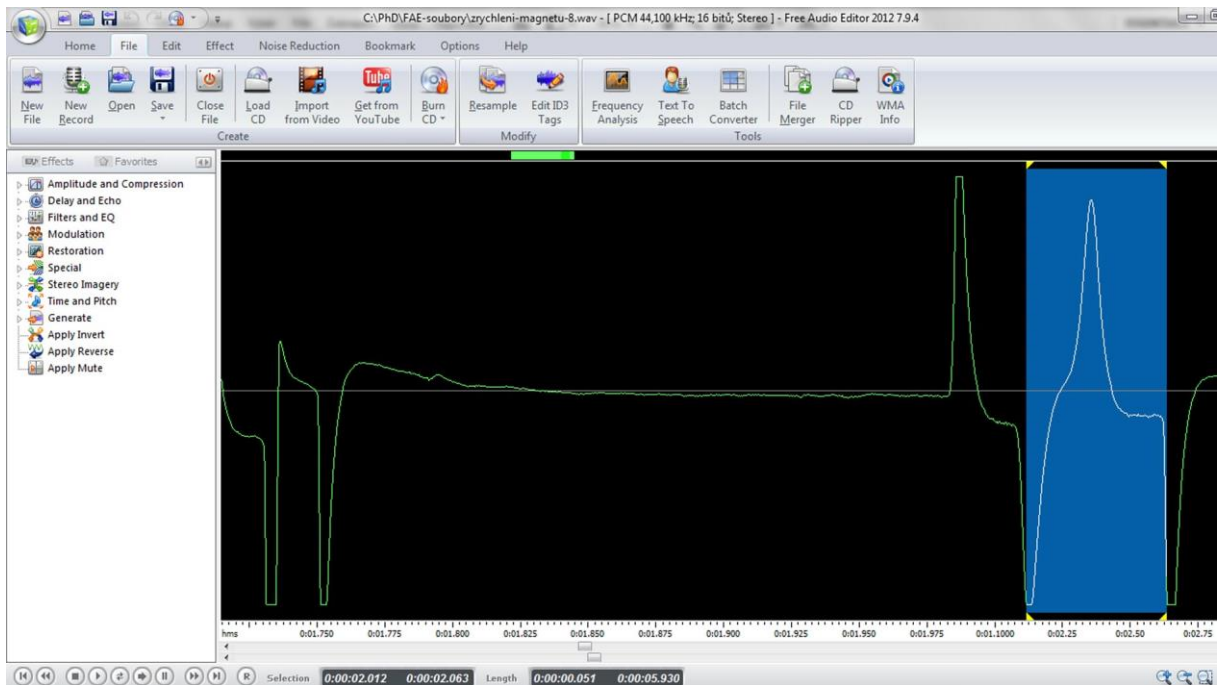 C:\PhD\FAE-soubory\zrychleni-magnetu-8.wav - [ PCM 44,100 kHz; 16 bitů; Stereo ] - Free Audio Editor 2012 7.9.4
Home File Edit Effect Noise Reduction Bookmark Options Help
New File
New Record
Open
Save
Close File
Load CD
Import from Video
Tube
Get from YouTube
Burn CD
Resample
Edit ID3 Tags
Frequency Analysis
Text To Speech
Batch Converter
File Merger
CD Ripper
WMA Info
Create Modify Tools
Effects Favorites
Amplitude and Compression
Delay and Echo
Filters and EQ
Modulation
Restoration
Special
Stereo Imagery
Time and Pitch
Generate
Apply Invert
Apply Reverse
Apply Mute
hms 0:01.750 0:01.775 0:01.800 0:01.825 0:01.850 0:01.875 0:01.900 0:01.925 0:01.950 0:01.975 0:01.1000 0:02.25 0:02.50 0:02.75
R Selection 0:00:02.012 0:00:02.063 Length 0:00:00.051 0:00:05.930